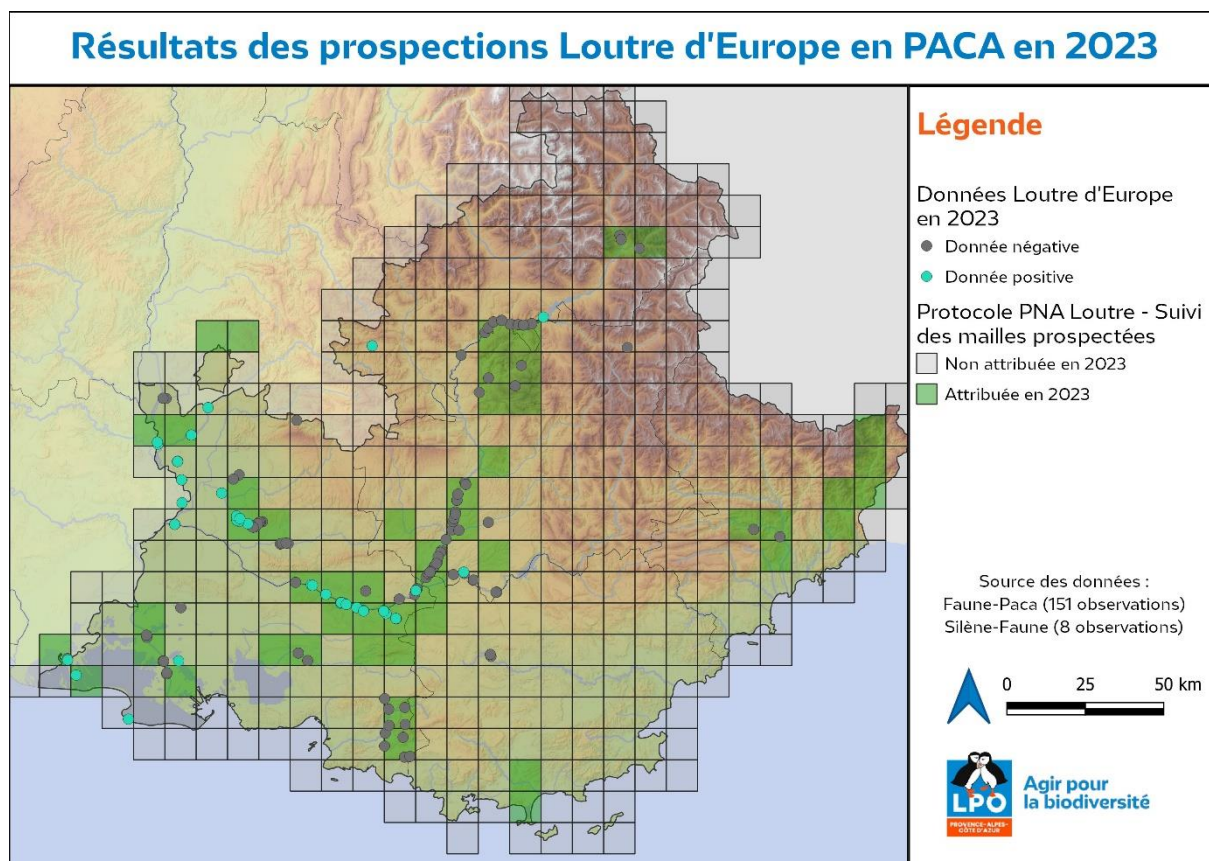 Résultats des prospections Loutre d'Europe en PACA en 2023
Légende
Données Loutre d'Europe
en 2023
Donnée négative
Donnée positive
Protocole PNA Loutre - Suivi
des mailles prospectées
Non attribuée en 2023
Attribuée en 2023
Source des données :
Faune-Paca (151 observations)
Silène-Faune (8 observations)
0 25 50 km
LPO
PROVENCE-ALPES-
CÔTE D'AZUR
Agir pour
la biodiversité